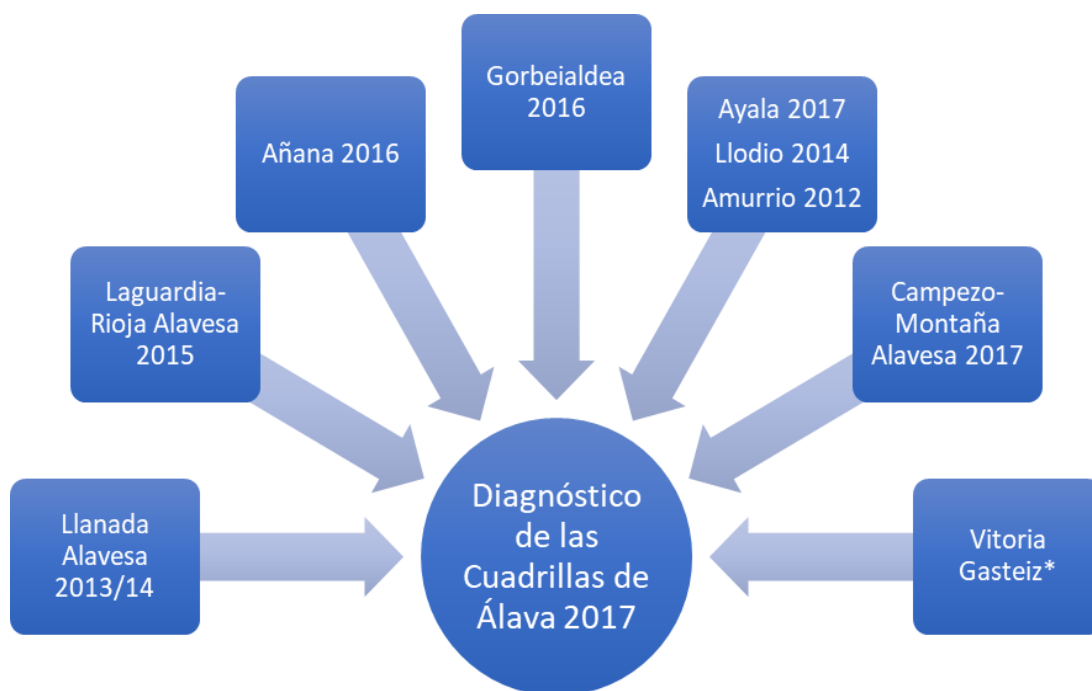 Gorbeialdea
2016
Añana 2016
Ayala 2017
Llodio 2014
Amurrio 2012
Laguardia-
Rioja Alavesa
2015
Campezo-
Montaña
Alavesa 2017
Llanada
Alavesa
2013/14
Diagnóstico
de las
Cuadrillas de
Álava 2017
Vitoria
Gasteiz*